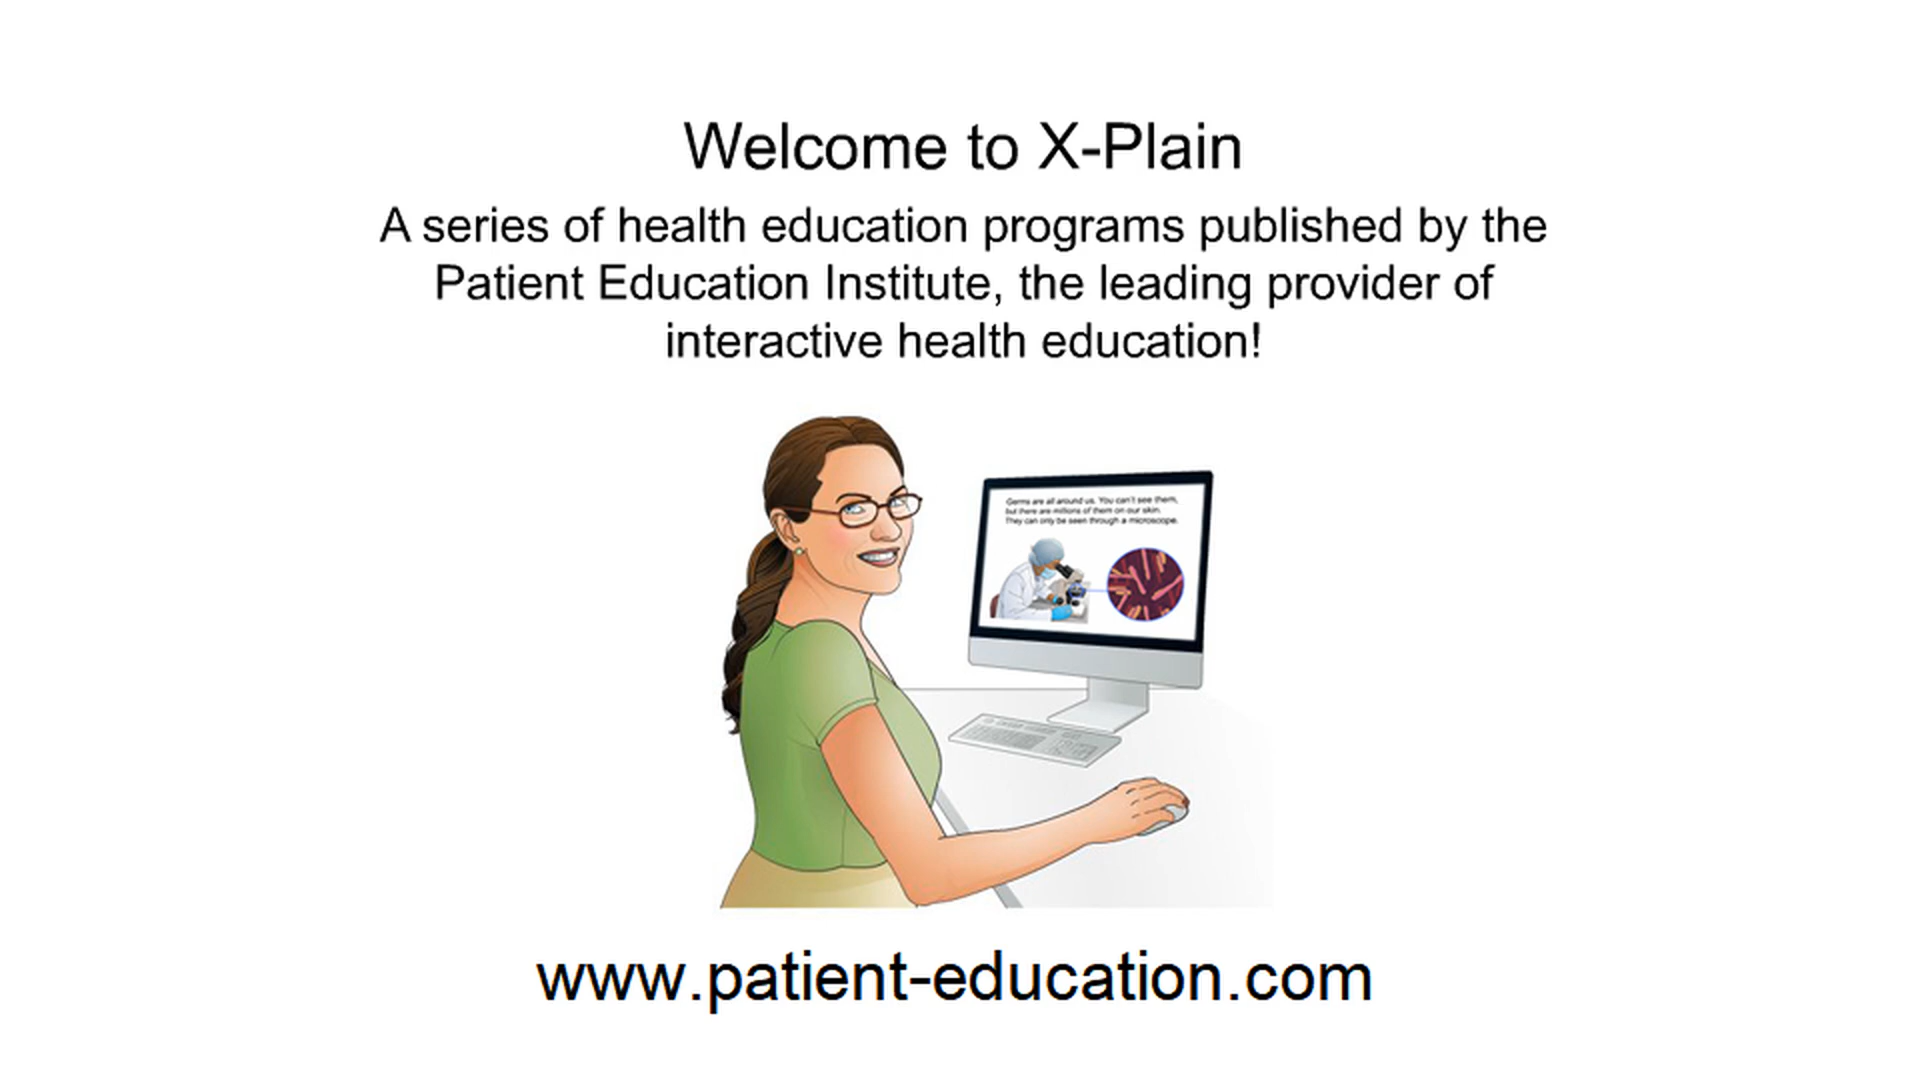 Welcome to X-Plain
A series of health education programs published by the
Patient Education Institute, the leading provider of
interactive health education!
Germs are all around us. You can't see them,
but there are millions of them on our skin.
They can only be seen through a microscope.
www.patient-education.com